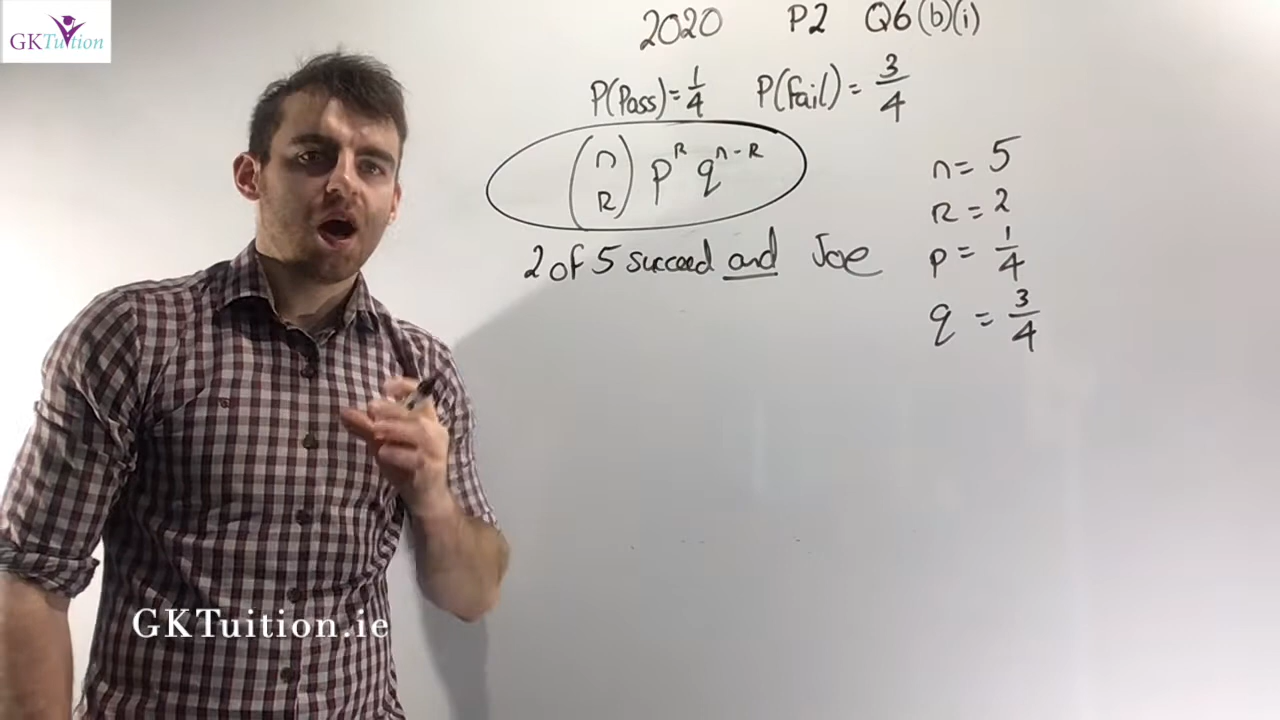 GKTuition
2020 P2 Q6(b)(i)
P(Pass)=1/4 P(Fail)=3/4
(n R) p^R q^n-R
n=5
R=2
p=1/4
q=3/4
2 of 5 succeed and Joe
GKTuition.ie